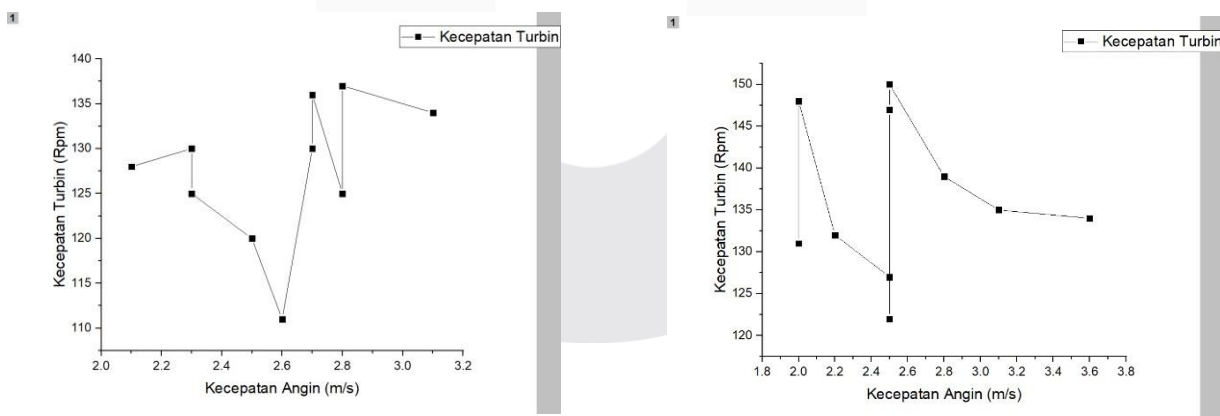 1
Kecepatan Turbin
140
135
130
125
120
115
110
Kecepatan Turbin (Rpm)
2.0 2.2 2.4 2.6 2.8 3.0 3.2
Kecepatan Angin (m/s)
1
Kecepatan Turbin
150
145
140
135
130
125
120
Kecepatan Turbin (Rpm)
1.8 2.0 2.2 2.4 2.6 2.8 3.0 3.2 3.4 3.6 3.8
Kecepatan Angin (m/s)